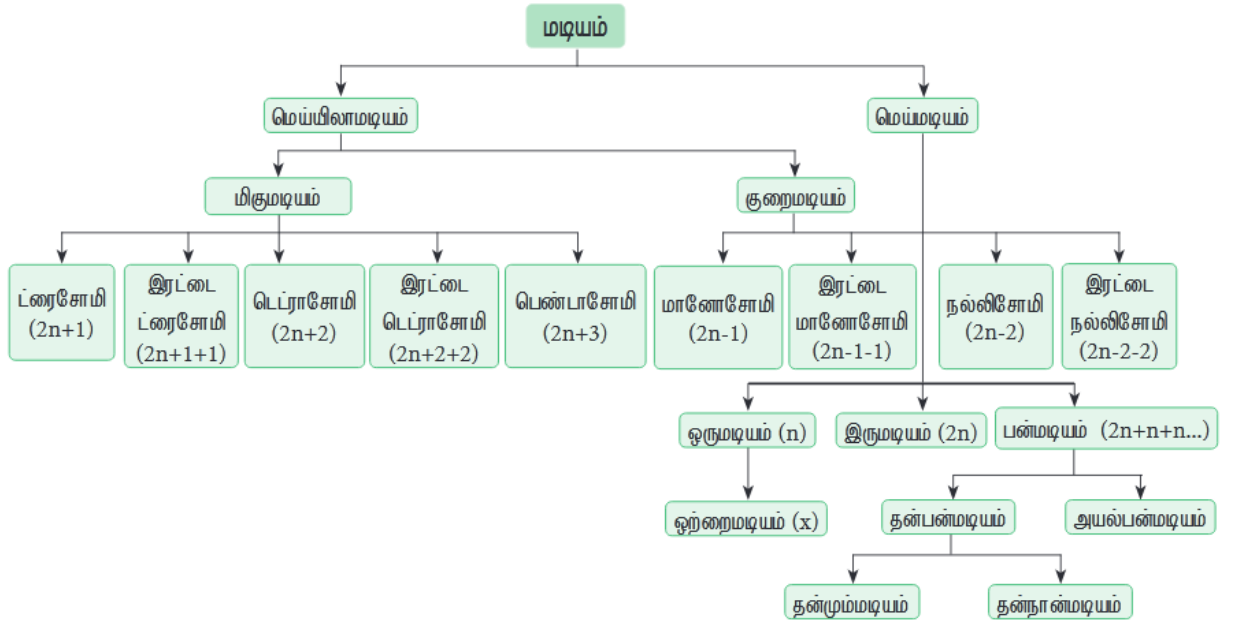 மடியம்
மெய்யிலாமடியம்
மெய்மடியம்
மிகுமடியம்
குறைமடியம்
ட்ரைசோமி
(2n+1)
இரட்டை
ட்ரைசோமி
(2n+1+1)
டெட்ராசோமி
(2n+2)
இரட்டை
டெட்ராசோமி
(2n+2+2)
பெண்டாசோமி
(2n+3)
மானோசோமி
(2n-1)
இரட்டை
மானோசோமி
(2n-1-1)
நல்லிசோமி
(2n-2)
இரட்டை
நல்லிசோமி
(2n-2-2)
ஒருமடியம் (n)
இருமடியம் (2n)
பன்மடியம் (2n+n+n...)
ஒற்றைமடியம் (x)
தன்பன்மடியம்
அயல்பன்மடியம்
தன்மும்மடியம்
தன்நான்மடியம்